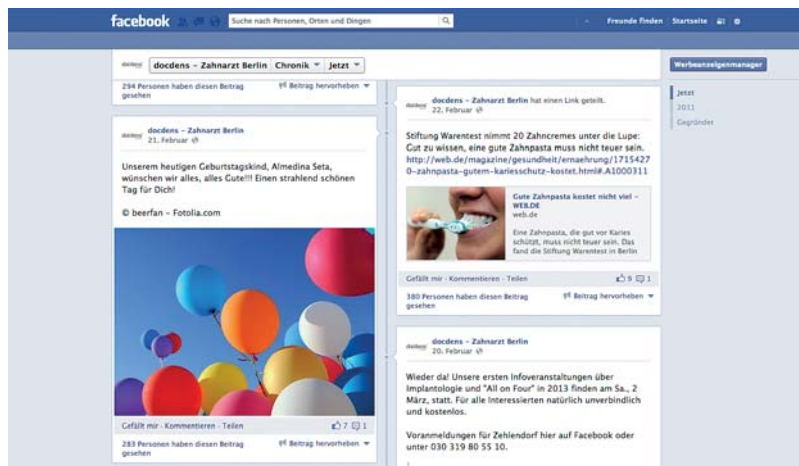 facebook
Suche nach Personen, Orten und Dingen
Freunde finden
Startseite
docdens – Zahnarzt Berlin
Chronik
Jetzt
Werbeanzeigenmanager
Jetzt
2011
Gegründet
294 Personen haben diesen Beitrag
gesehen
Beitrag hervorheben
docdens – Zahnarzt Berlin
21. Februar
Unserem heutigen Geburtstagskind, Almedina Seta,
wünschen wir alles, alles Gute!!! Einen strahlend schönen
Tag für Dich!
© beerfan – Fotolia.com
Gefällt mir · Kommentieren · Teilen
7
1
283 Personen haben diesen Beitrag
gesehen
Beitrag hervorheben
docdens – Zahnarzt Berlin hat einen Link geteilt.
22. Februar
Stiftung Warentest nimmt 20 Zahncremes unter die Lupe:
Gut zu wissen, eine gute Zahnpasta muss nicht teuer sein.
http://web.de/magazine/gesundheit/ernaehrung/1715427
0-zahnpasta-gutem-kariesschutz-kostet.html#.A1000311
Gute Zahnpasta kostet nicht viel –
WEB.DE
web.de
Eine Zahnpasta, die gut vor Karies
schützt, muss nicht teuer sein. Das
fand die Stiftung Warentest in Berlin
Gefällt mir · Kommentieren · Teilen
9
1
380 Personen haben diesen Beitrag
gesehen
Beitrag hervorheben
docdens – Zahnarzt Berlin
20. Februar
Wieder da! Unsere ersten Infoveranstaltungen über
Implantologie und "All on Four" in 2013 finden am Sa., 2
März, statt. Für alle Interessierten natürlich unverbindlich
und kostenlos.
Voranmeldungen für Zehlendorf hier auf Facebook oder
unter 030 319 80 55 10.